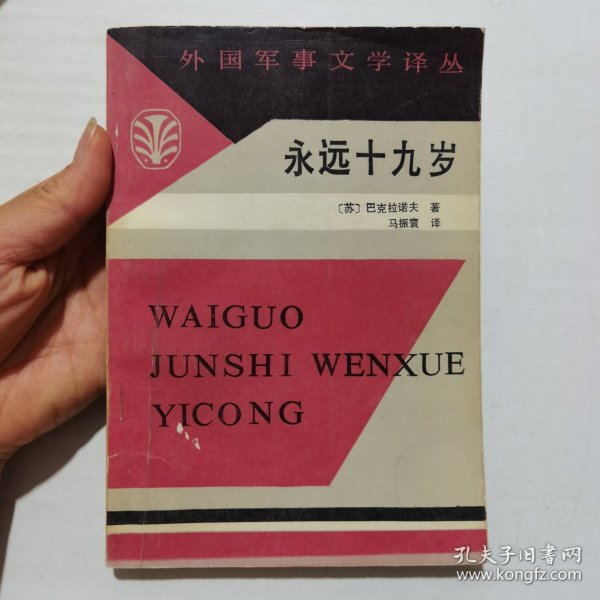 外国军事文学译丛
永远十九岁
〔苏〕巴克拉诺夫 著
马振寰 译
WAIGUO
JUNSHI WENXUE
YICONG
孔夫子旧书网
www.kongfz.com